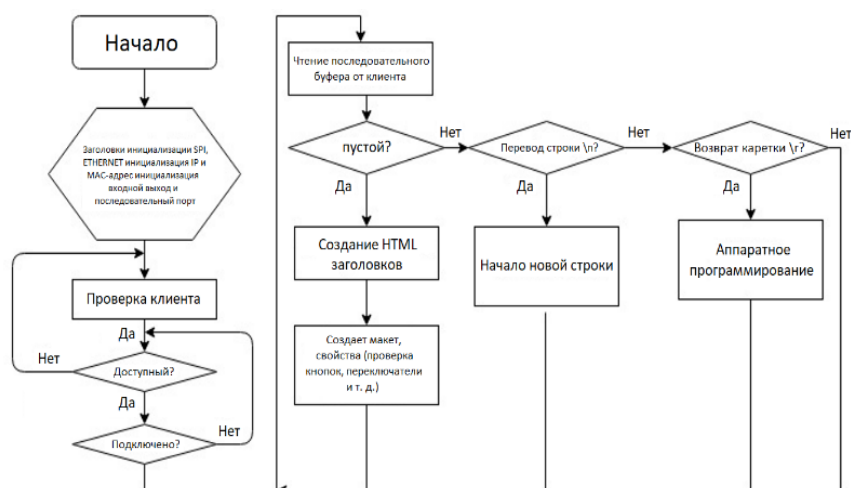 Начало
Заголовки инициализации SPI,
ETHERNET инициализация IP и
MAC-адрес инициализация
входной выход и
последовательный порт
Проверка клиента
Да
Нет
Доступный?
Да
Подключено?
Нет
Чтение последовательного
буфера от клиента
пустой?
Нет
Да
Создание HTML
заголовков
Создает макет,
свойства (проверка
кнопок, переключатели
и т. д.)
Перевод строки \n?
Нет
Да
Начало новой строки
Возврат каретки \r?
Нет
Да
Аппаратное
программирование